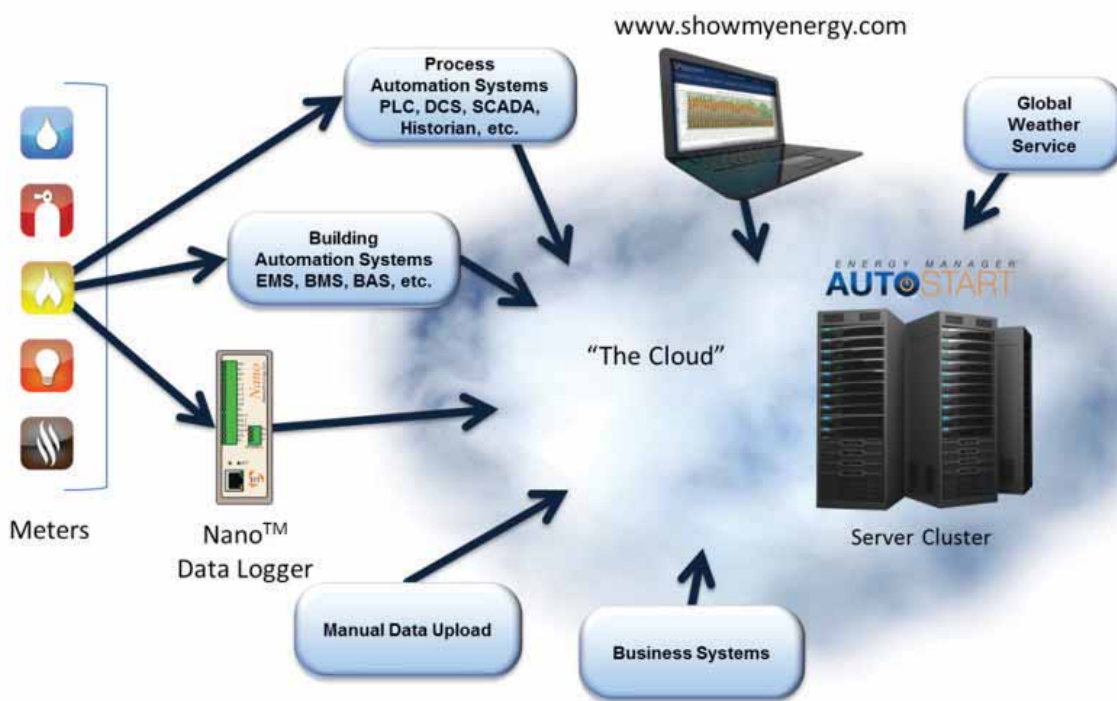 www.showmyenergy.com
Process
Automation Systems
PLC, DCS, SCADA,
Historian, etc.
Global
Weather
Service
Building
Automation Systems
EMS, BMS, BAS, etc.
ENERGY MANAGER
AUTOSTART
"The Cloud"
Nano
Meters
Nano™
Data Logger
Server Cluster
Manual Data Upload
Business Systems